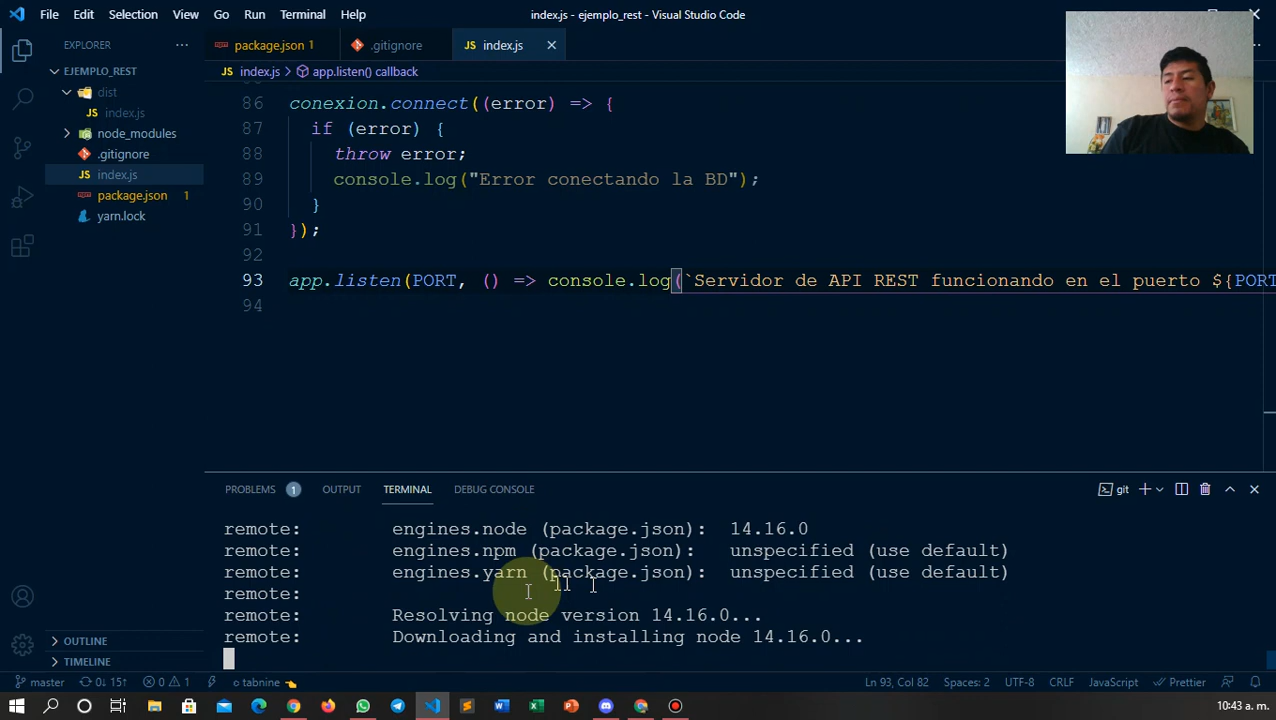 File Edit Selection View Go Run Terminal Help
index.js - ejemplo_rest - Visual Studio Code
EXPLORER
package.json 1
.gitignore
index.js
EJEMPLO_REST
index.js > app.listen() callback
dist
index.js
node_modules
.gitignore
index.js
package.json 1
yarn.lock
86 conexion.connect((error) => {
87 if (error) {
88 throw error;
89 console.log("Error conectando la BD");
90 }
91 });
92
93 app.listen(PORT, () => console.log(`Servidor de API REST funcionando en el puerto ${PORT
94
PROBLEMS 1 OUTPUT TERMINAL DEBUG CONSOLE
git
remote: engines.node (package.json): 14.16.0
remote: engines.npm (package.json): unspecified (use default)
remote: engines.yarn (package.json): unspecified (use default)
remote:
remote: Resolving node version 14.16.0...
remote: Downloading and installing node 14.16.0...
OUTLINE
TIMELINE
master 0↓ 15↑ 0 1 tabnine
Ln 93, Col 82 Spaces: 2 UTF-8 CRLF JavaScript Prettier
10:43 a. m.